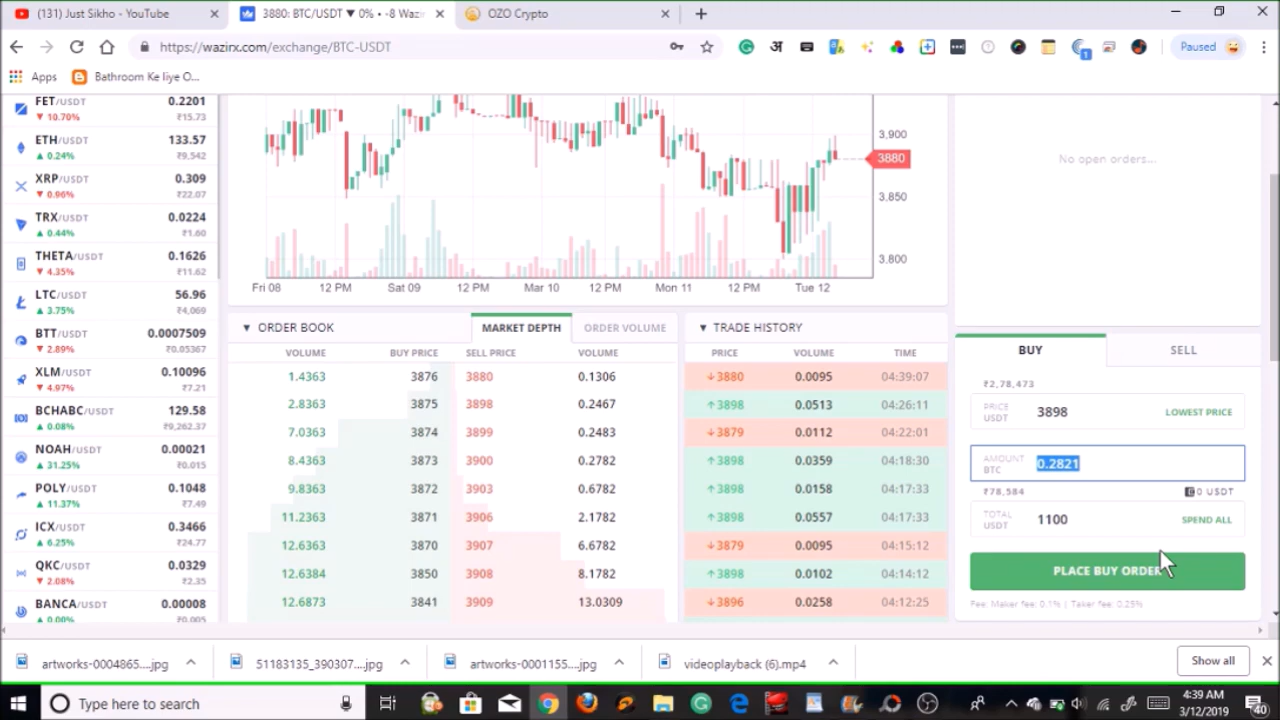 (131) Just Sikho - YouTube
3880: BTC/USDT ▼ 0% • -8 Wazi
OZO Crypto
https://wazirx.com/exchange/BTC-USDT
अ
1
Paused
Apps
Bathroom Ke liye O...
FET/USDT 0.2201
▼ 10.70% ₹15.73
ETH/USDT 133.57
▲ 0.24% ₹9,542
XRP/USDT 0.309
▼ 0.96% ₹22.07
TRX/USDT 0.0224
▲ 0.44% ₹1.60
THETA/USDT 0.1626
▼ 4.35% ₹11.62
LTC/USDT 56.96
▲ 3.75% ₹4,069
BTT/USDT 0.0007509
▼ 2.89% ₹0.05367
XLM/USDT 0.10096
▼ 4.97% ₹7.21
BCHABC/USDT 129.58
▲ 0.08% ₹9,262.37
NOAH/USDT 0.00021
▲ 31.25% ₹0.015
POLY/USDT 0.1048
▲ 11.37% ₹7.49
ICX/USDT 0.3466
▲ 6.25% ₹24.77
QKC/USDT 0.0329
▼ 2.08% ₹2.35
BANCA/USDT 0.00008
▲ 0.00% ₹0.005
3,900
3880
3,850
3,800
Fri 08 12 PM Sat 09 12 PM Mar 10 12 PM Mon 11 12 PM Tue 12
▼ ORDER BOOK MARKET DEPTH ORDER VOLUME
VOLUME BUY PRICE SELL PRICE VOLUME
1.4363 3876 3880 0.1306
2.8363 3875 3898 0.2467
7.0363 3874 3899 0.2483
8.4363 3873 3900 0.2782
9.8363 3872 3903 0.6782
11.2363 3871 3906 2.1782
12.6363 3870 3907 6.6782
12.6384 3850 3908 8.1782
12.6873 3841 3909 13.0309
▼ TRADE HISTORY
PRICE VOLUME TIME
↓3880 0.0095 04:39:07
↑3898 0.0513 04:26:11
↓3879 0.0112 04:22:01
↑3898 0.0359 04:18:30
↑3898 0.0158 04:17:33
↑3898 0.0557 04:17:33
↓3879 0.0095 04:15:12
↑3898 0.0102 04:14:12
↓3896 0.0258 04:12:25
No open orders...
BUY SELL
₹2,78,473
PRICE USDT 3898 LOWEST PRICE
AMOUNT BTC 0.2821
₹78,584 0 USDT
TOTAL USDT 1100 SPEND ALL
PLACE BUY ORDER
Fee: Maker fee: 0.1% | Taker fee: 0.25%
artworks-0004865....jpg
51183135_390307....jpg
artworks-0001155....jpg
videoplayback (6).mp4
Show all
Type here to search
4:39 AM
3/12/2019
40